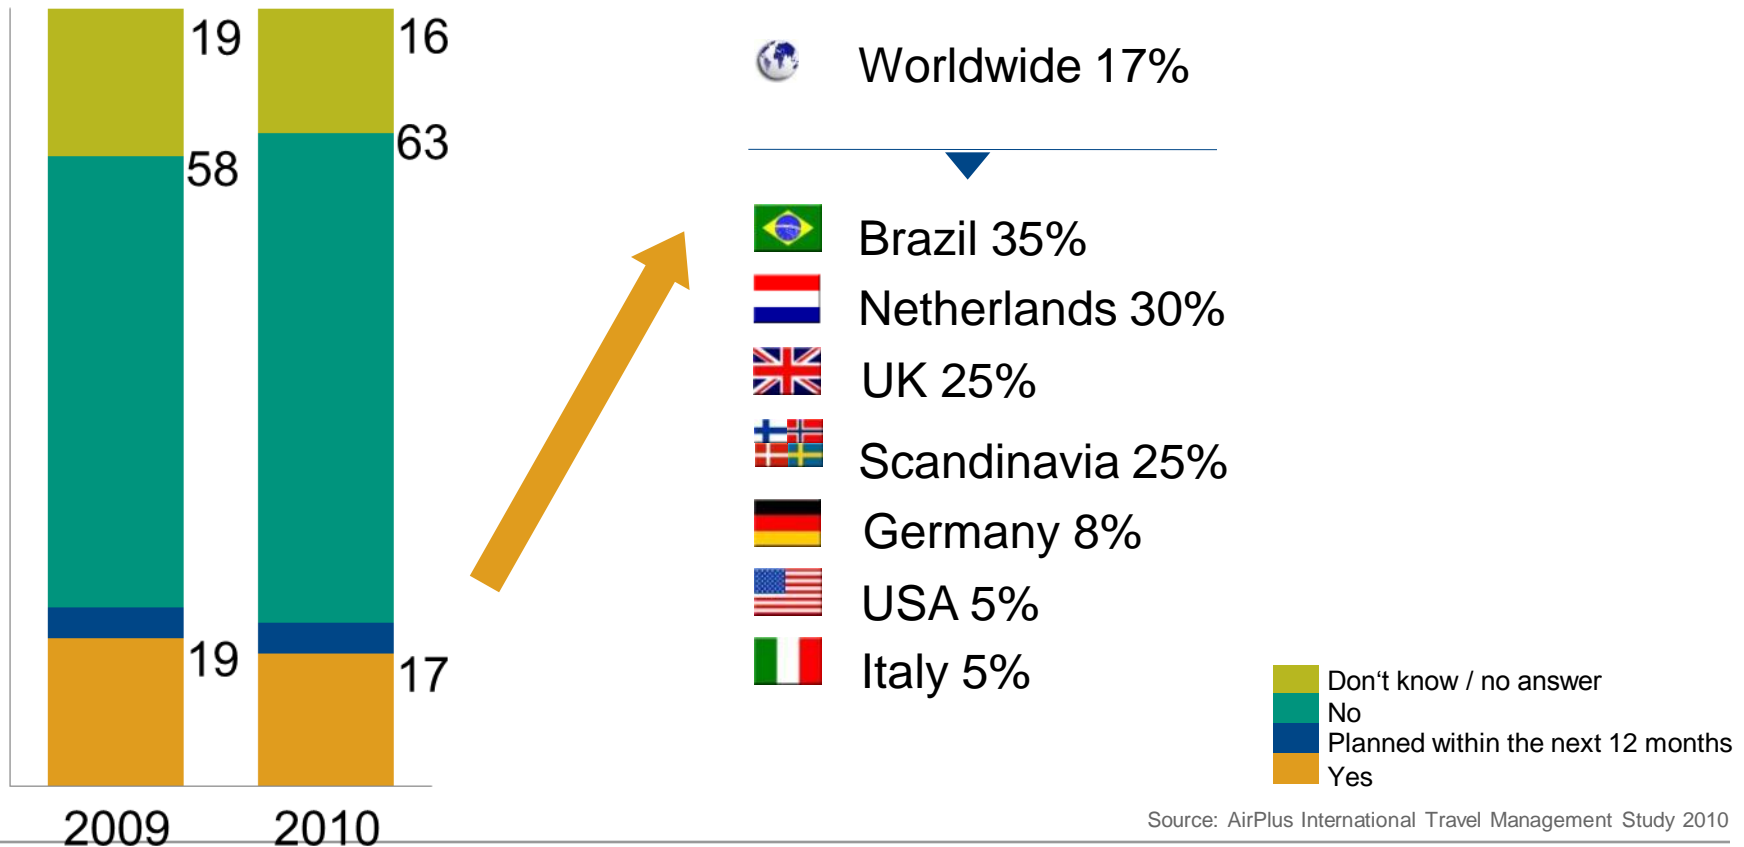 19
58
19
2009
16
63
17
2010
Worldwide 17%
Brazil 35%
Netherlands 30%
UK 25%
Scandinavia 25%
Germany 8%
USA 5%
Italy 5%
Don‘t know / no answer
No
Planned within the next 12 months
Yes
Source: AirPlus International Travel Management Study 2010